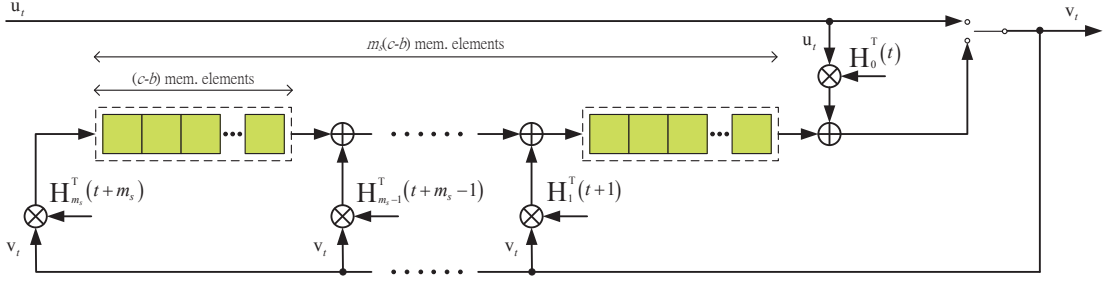 u_t v_t
m_s(c-b) mem. elements
u_t H_0^T(t)
(c-b) mem. elements
H_{m_s}^T(t+m_s) H_{m_s-1}^T(t+m_s-1) H_1^T(t+1)
v_t v_t v_t